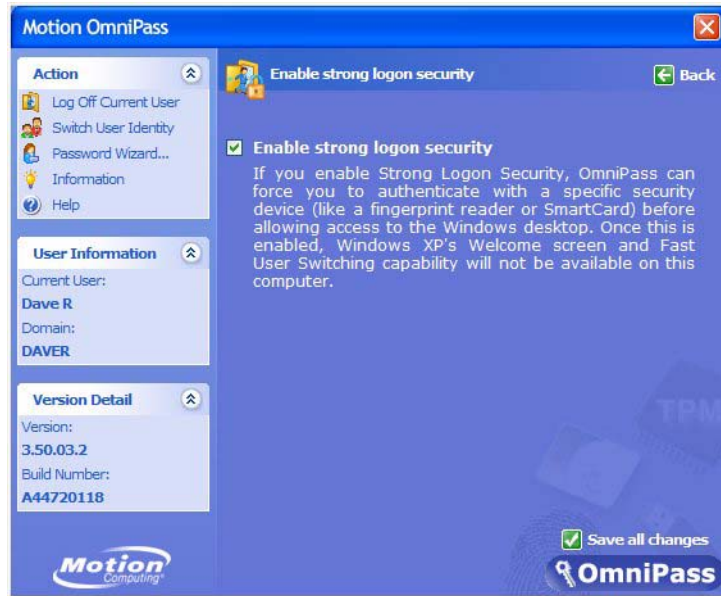 Motion OmniPass
Action
Log Off Current User
Switch User Identity
Password Wizard...
Information
Help
User Information
Current User:
Dave R
Domain:
DAVER
Version Detail
Version:
3.50.03.2
Build Number:
A44720118
Motion
Computing
Enable strong logon security
Back
Enable strong logon security
If you enable Strong Logon Security, OmniPass can
force you to authenticate with a specific security
device (like a fingerprint reader or SmartCard) before
allowing access to the Windows desktop. Once this is
enabled, Windows XP's Welcome screen and Fast
User Switching capability will not be available on this
computer.
TPM
Save all changes
OmniPass